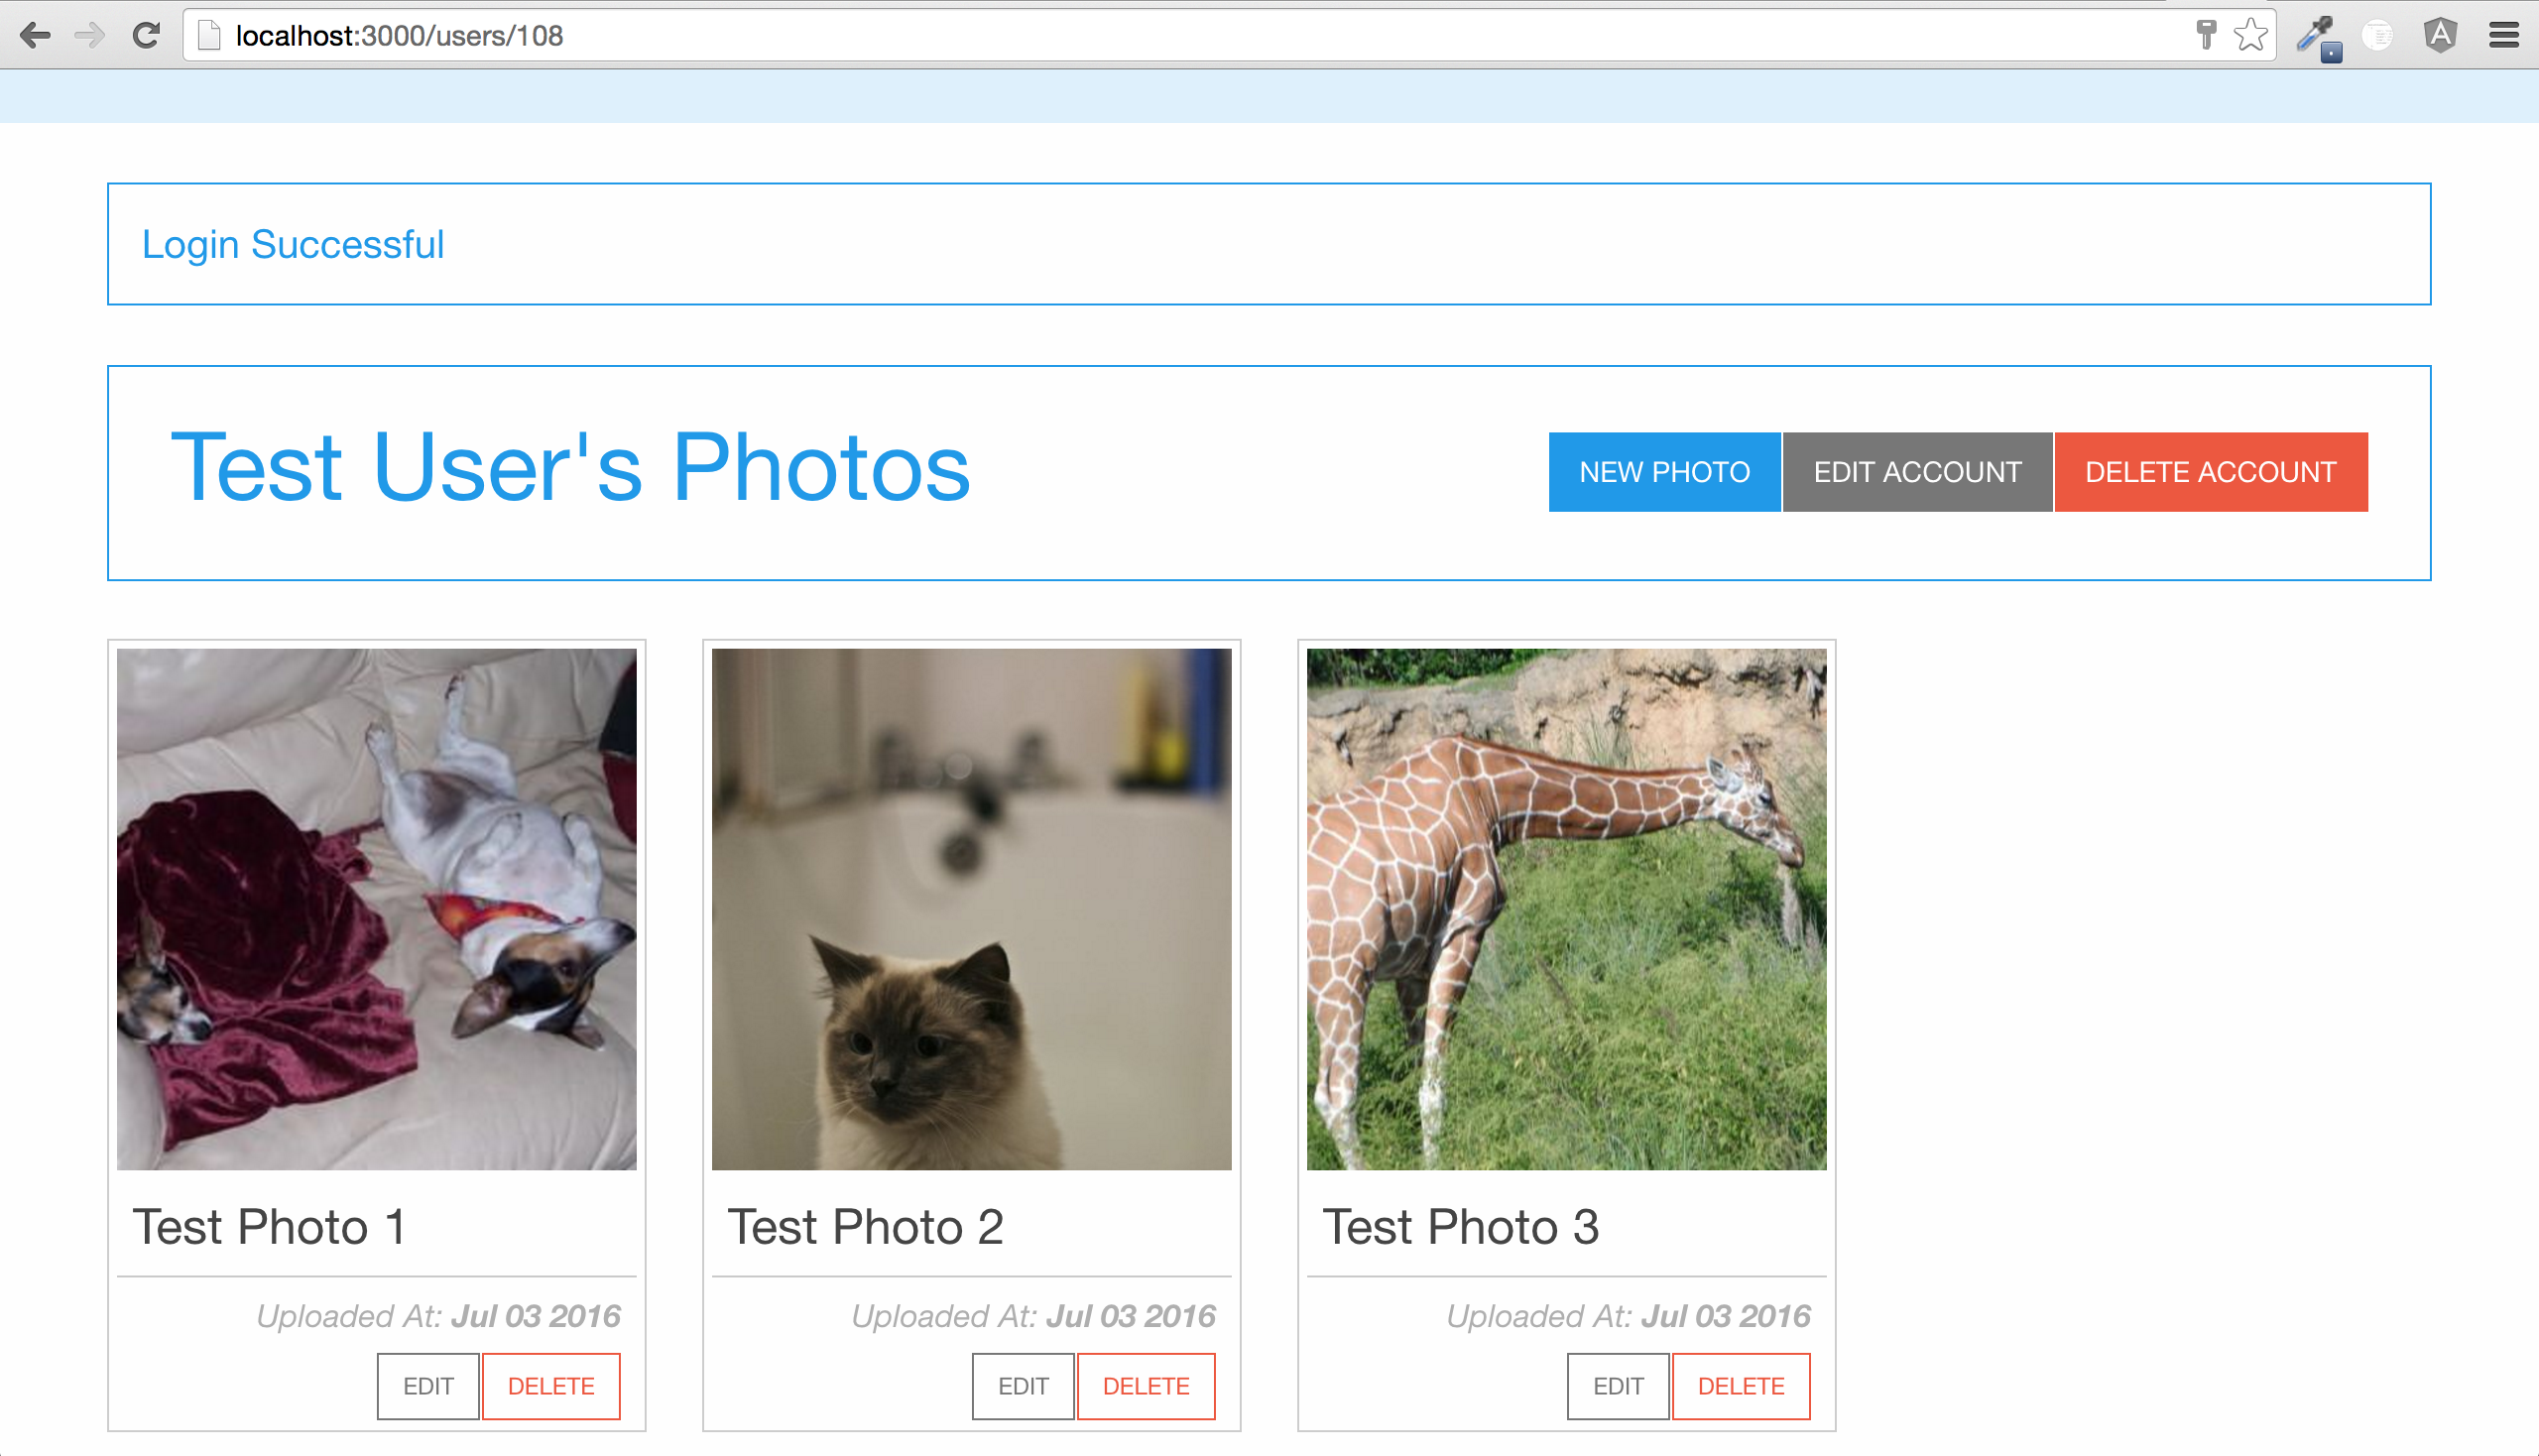 localhost:3000/users/108
Login Successful
Test User's Photos
NEW PHOTO EDIT ACCOUNT DELETE ACCOUNT
Test Photo 1
Uploaded At: Jul 03 2016
EDIT DELETE
Test Photo 2
Uploaded At: Jul 03 2016
EDIT DELETE
Test Photo 3
Uploaded At: Jul 03 2016
EDIT DELETE